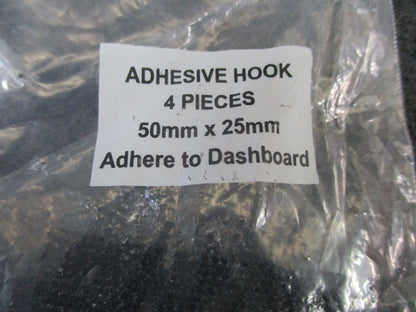 ADHESIVE HOOK
4 PIECES
50mm x 25mm
Adhere to Dashboard